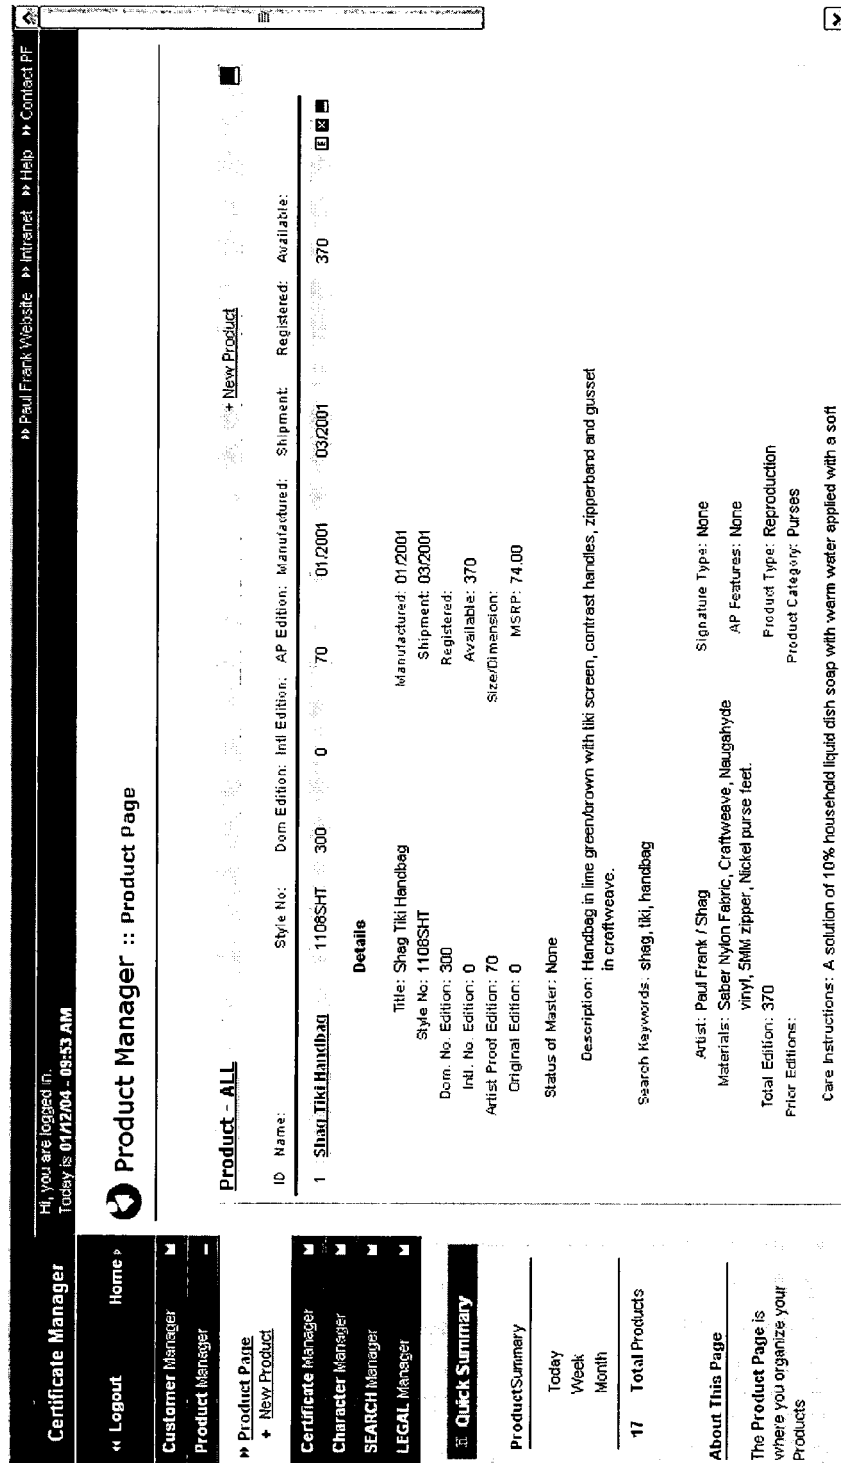 Certificate Manager
Hi, you are logged in.
Today is 01/12/04 - 09:53 AM
›› Paul Frank Website ›› Intranet ›› Help ›› Contact PF
‹‹ Logout Home ››
Customer Manager
Product Manager
›› Product Page
+ New Product
Certificate Manager
Character Manager
SEARCH Manager
LEGAL Manager
Quick Summary
ProductSummary
Today
Week
Month
17 Total Products
About This Page
The Product Page is
where you organize your
Products
Product Manager :: Product Page
Product - ALL + New Product
ID Name: Style No: Dom Edition: Intl Edition: AP Edition: Manufactured: Shipment: Registered: Available:
1 Shag Tiki Handbag 1108SHT 300 0 70 01/2001 03/2001 370
Details
Title: Shag Tiki Handbag Manufactured: 01/2001
Style No: 1108SHT Shipment: 03/2001
Dom. No. Edition: 300 Registered:
Intl. No. Edition: 0 Available: 370
Artist Proof Edition: 70 Size/Dimension:
Original Edition: 0 MSRP: 74.00
Status of Master: None
Description: Handbag in lime green/brown with tiki screen, contrast handles, zipperband and gusset
in craftweave.
Search Keywords: shag, tiki, handbag
Artist: Paul Frank / Shag Signature Type: None
Materials: Saber Nylon Fabric, Craftweave, Naugahyde AP Features: None
vinyl, 5MM zipper, Nickel purse feet.
Total Edition: 370 Product Type: Reproduction
Prior Editions: Product Category: Purses
Care Instructions: A solution of 10% household liquid dish soap with warm water applied with a soft